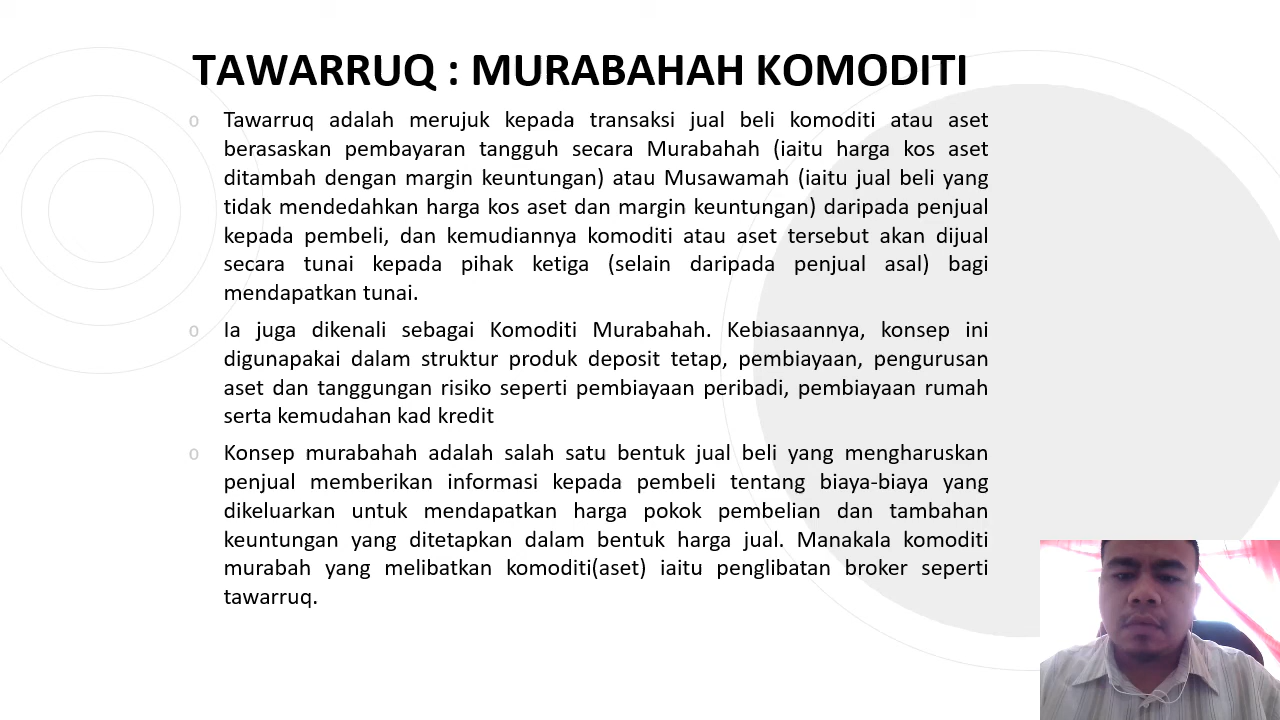 TAWARRUQ : MURABAHAH KOMODITI
o Tawarruq adalah merujuk kepada transaksi jual beli komoditi atau aset
berasaskan pembayaran tangguh secara Murabahah (iaitu harga kos aset
ditambah dengan margin keuntungan) atau Musawamah (iaitu jual beli yang
tidak mendedahkan harga kos aset dan margin keuntungan) daripada penjual
kepada pembeli, dan kemudiannya komoditi atau aset tersebut akan dijual
secara tunai kepada pihak ketiga (selain daripada penjual asal) bagi
mendapatkan tunai.
o Ia juga dikenali sebagai Komoditi Murabahah. Kebiasaannya, konsep ini
digunapakai dalam struktur produk deposit tetap, pembiayaan, pengurusan
aset dan tanggungan risiko seperti pembiayaan peribadi, pembiayaan rumah
serta kemudahan kad kredit
o Konsep murabahah adalah salah satu bentuk jual beli yang mengharuskan
penjual memberikan informasi kepada pembeli tentang biaya-biaya yang
dikeluarkan untuk mendapatkan harga pokok pembelian dan tambahan
keuntungan yang ditetapkan dalam bentuk harga jual. Manakala komoditi
murabah yang melibatkan komoditi(aset) iaitu penglibatan broker seperti
tawarruq.